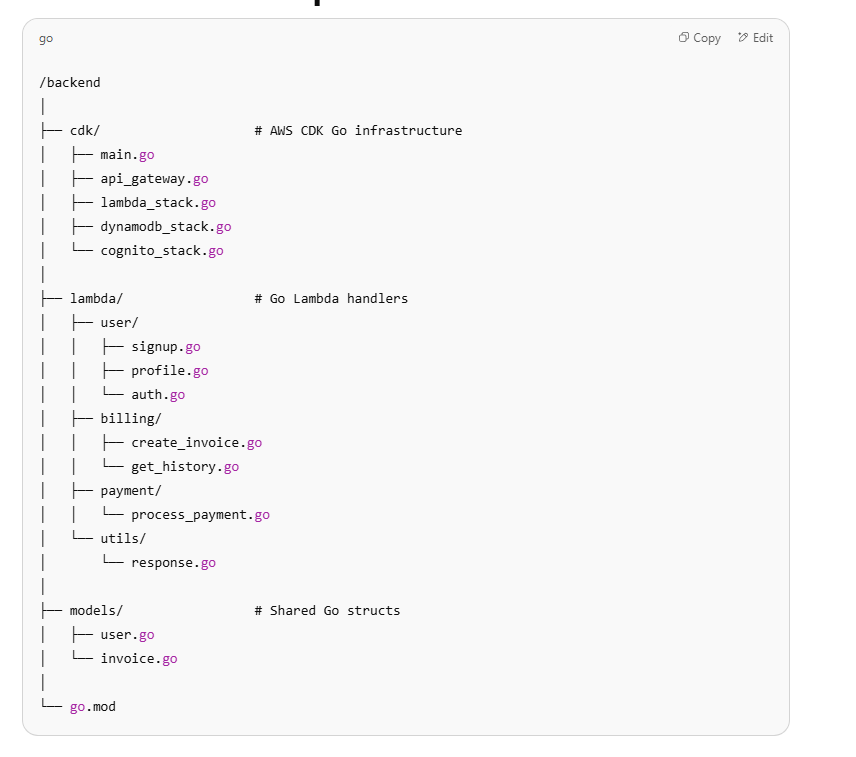 go Copy Edit
/backend
│
├── cdk/                    # AWS CDK Go infrastructure
│   ├── main.go
│   ├── api_gateway.go
│   ├── lambda_stack.go
│   ├── dynamodb_stack.go
│   └── cognito_stack.go
│
├── lambda/                 # Go Lambda handlers
│   ├── user/
│   │   ├── signup.go
│   │   ├── profile.go
│   │   └── auth.go
│   ├── billing/
│   │   ├── create_invoice.go
│   │   └── get_history.go
│   ├── payment/
│   │   └── process_payment.go
│   └── utils/
│       └── response.go
│
├── models/                 # Shared Go structs
│   ├── user.go
│   └── invoice.go
│
└── go.mod